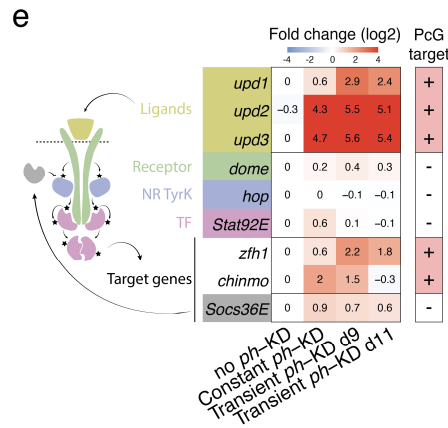 e
Fold change (log2)
-4 -2 0 2 4
PcG target
Ligands
Receptor
NR TyrK
TF
Target genes
upd1 0 0.6 2.9 2.4 +
upd2 −0.3 4.3 5.5 5.1 +
upd3 0 4.7 5.6 5.4 +
dome 0 0.2 0.4 0.3 -
hop 0 0 −0.1 −0.1 -
Stat92E 0 0.6 0.1 −0.1 -
zfh1 0 0.6 2.2 1.8 +
chinmo 0 2 1.5 −0.3 +
Socs36E 0 0.9 0.7 0.6 -
no ph–KD
Constant ph–KD
Transient ph–KD d9
Transient ph–KD d11